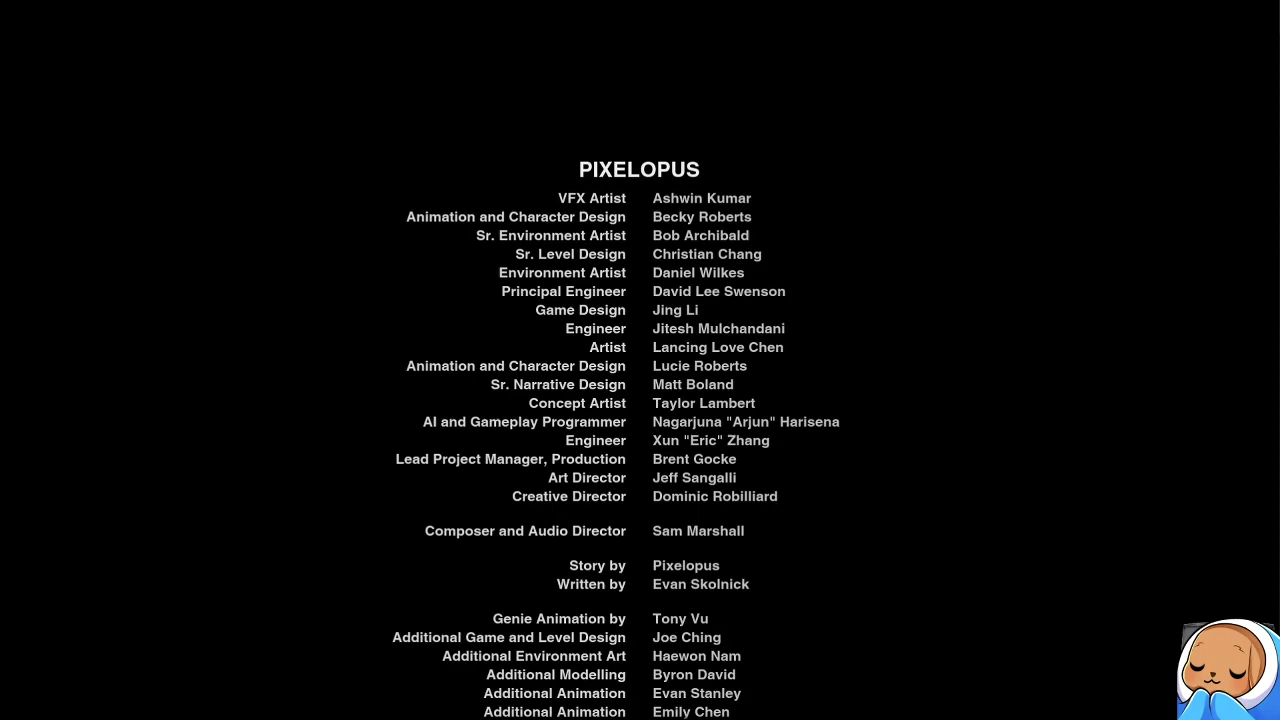 PIXELOPUS
VFX Artist Ashwin Kumar
Animation and Character Design Becky Roberts
Sr. Environment Artist Bob Archibald
Sr. Level Design Christian Chang
Environment Artist Daniel Wilkes
Principal Engineer David Lee Swenson
Game Design Jing Li
Engineer Jitesh Mulchandani
Artist Lancing Love Chen
Animation and Character Design Lucie Roberts
Sr. Narrative Design Matt Boland
Concept Artist Taylor Lambert
AI and Gameplay Programmer Nagarjuna "Arjun" Harisena
Engineer Xun "Eric" Zhang
Lead Project Manager, Production Brent Gocke
Art Director Jeff Sangalli
Creative Director Dominic Robilliard
Composer and Audio Director Sam Marshall
Story by Pixelopus
Written by Evan Skolnick
Genie Animation by Tony Vu
Additional Game and Level Design Joe Ching
Additional Environment Art Haewon Nam
Additional Modelling Byron David
Additional Animation Evan Stanley
Additional Animation Emily Chen